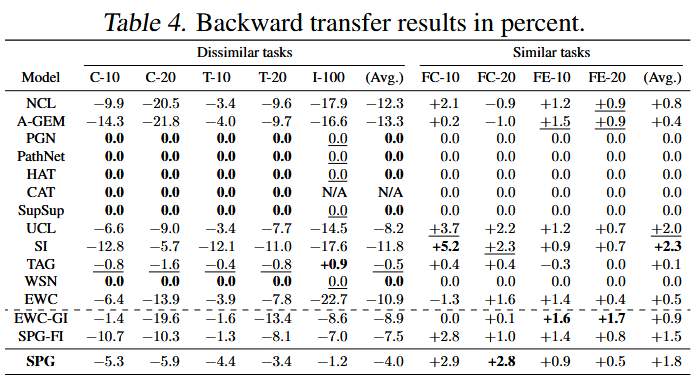 Table 4. Backward transfer results in percent.
Dissimilar tasks Similar tasks
Model C-10 C-20 T-10 T-20 I-100 (Avg.) FC-10 FC-20 FE-10 FE-20 (Avg.)
NCL −9.9 −20.5 −3.4 −9.6 −17.9 −12.3 +2.1 −0.9 +1.2 +0.9 +0.8
A-GEM −14.3 −21.8 −4.0 −9.7 −16.6 −13.3 +0.2 −1.0 +1.5 +0.9 +0.4
PGN 0.0 0.0 0.0 0.0 0.0 0.0 0.0 0.0 0.0 0.0 0.0
PathNet 0.0 0.0 0.0 0.0 0.0 0.0 0.0 0.0 0.0 0.0 0.0
HAT 0.0 0.0 0.0 0.0 0.0 0.0 0.0 0.0 0.0 0.0 0.0
CAT 0.0 0.0 0.0 0.0 N/A N/A 0.0 0.0 0.0 0.0 0.0
SupSup 0.0 0.0 0.0 0.0 0.0 0.0 0.0 0.0 0.0 0.0 0.0
UCL −6.6 −9.0 −3.4 −7.7 −14.5 −8.2 +3.7 +2.2 +1.2 +0.7 +2.0
SI −12.8 −5.7 −12.1 −11.0 −17.6 −11.8 +5.2 +2.3 +0.9 +0.7 +2.3
TAG −0.8 −1.6 −0.4 −0.8 +0.9 −0.5 +0.4 +0.4 −0.3 0.0 +0.1
WSN 0.0 0.0 0.0 0.0 0.0 0.0 0.0 0.0 0.0 0.0 0.0
EWC −6.4 −13.9 −3.9 −7.8 −22.7 −10.9 −1.3 +1.6 +1.4 +0.4 +0.5
EWC-GI −1.4 −19.6 −1.6 −13.4 −8.6 −8.9 0.0 +0.1 +1.6 +1.7 +0.9
SPG-FI −10.7 −10.3 −1.3 −8.1 −7.0 −7.5 +2.8 +1.0 +1.4 +0.8 +1.5
SPG −5.3 −5.9 −4.4 −3.4 −1.2 −4.0 +2.9 +2.8 +0.9 +0.5 +1.8